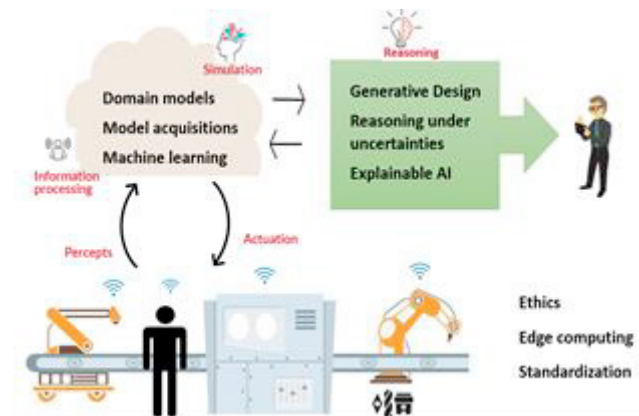 Simulation
Reasoning
Domain models
Model acquisitions
Machine learning
Generative Design
Reasoning under
uncertainties
Explainable AI
Information
processing
Percepts
Actuation
Ethics
Edge computing
Standardization